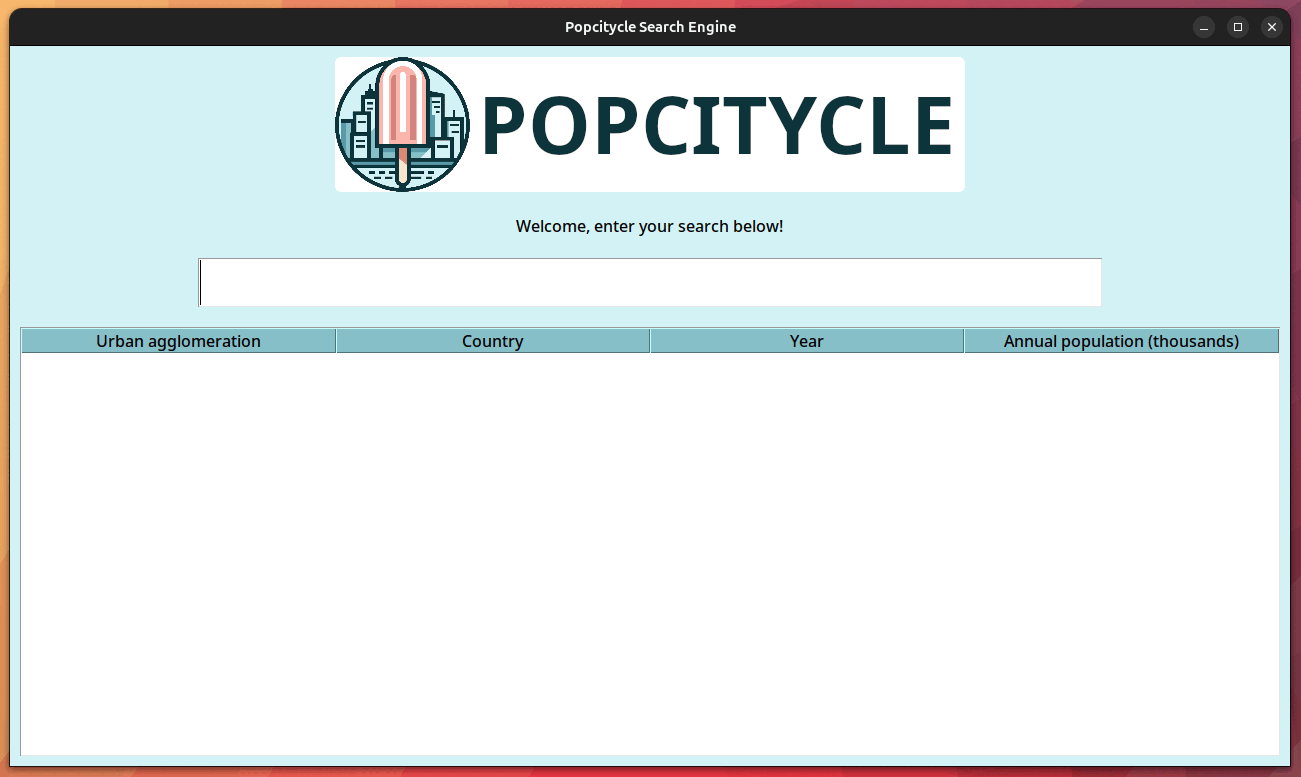 Popcitycle Search Engine
POPCITYCLE
Welcome, enter your search below!
Urban agglomeration Country Year Annual population (thousands)